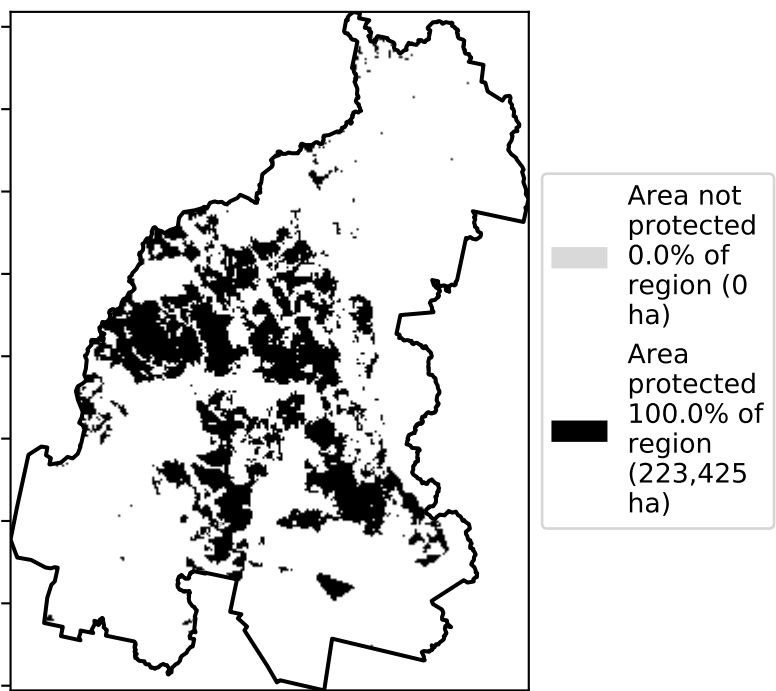 Area not
protected
0.0% of
region (0
ha)
Area
protected
100.0% of
region
(223,425
ha)